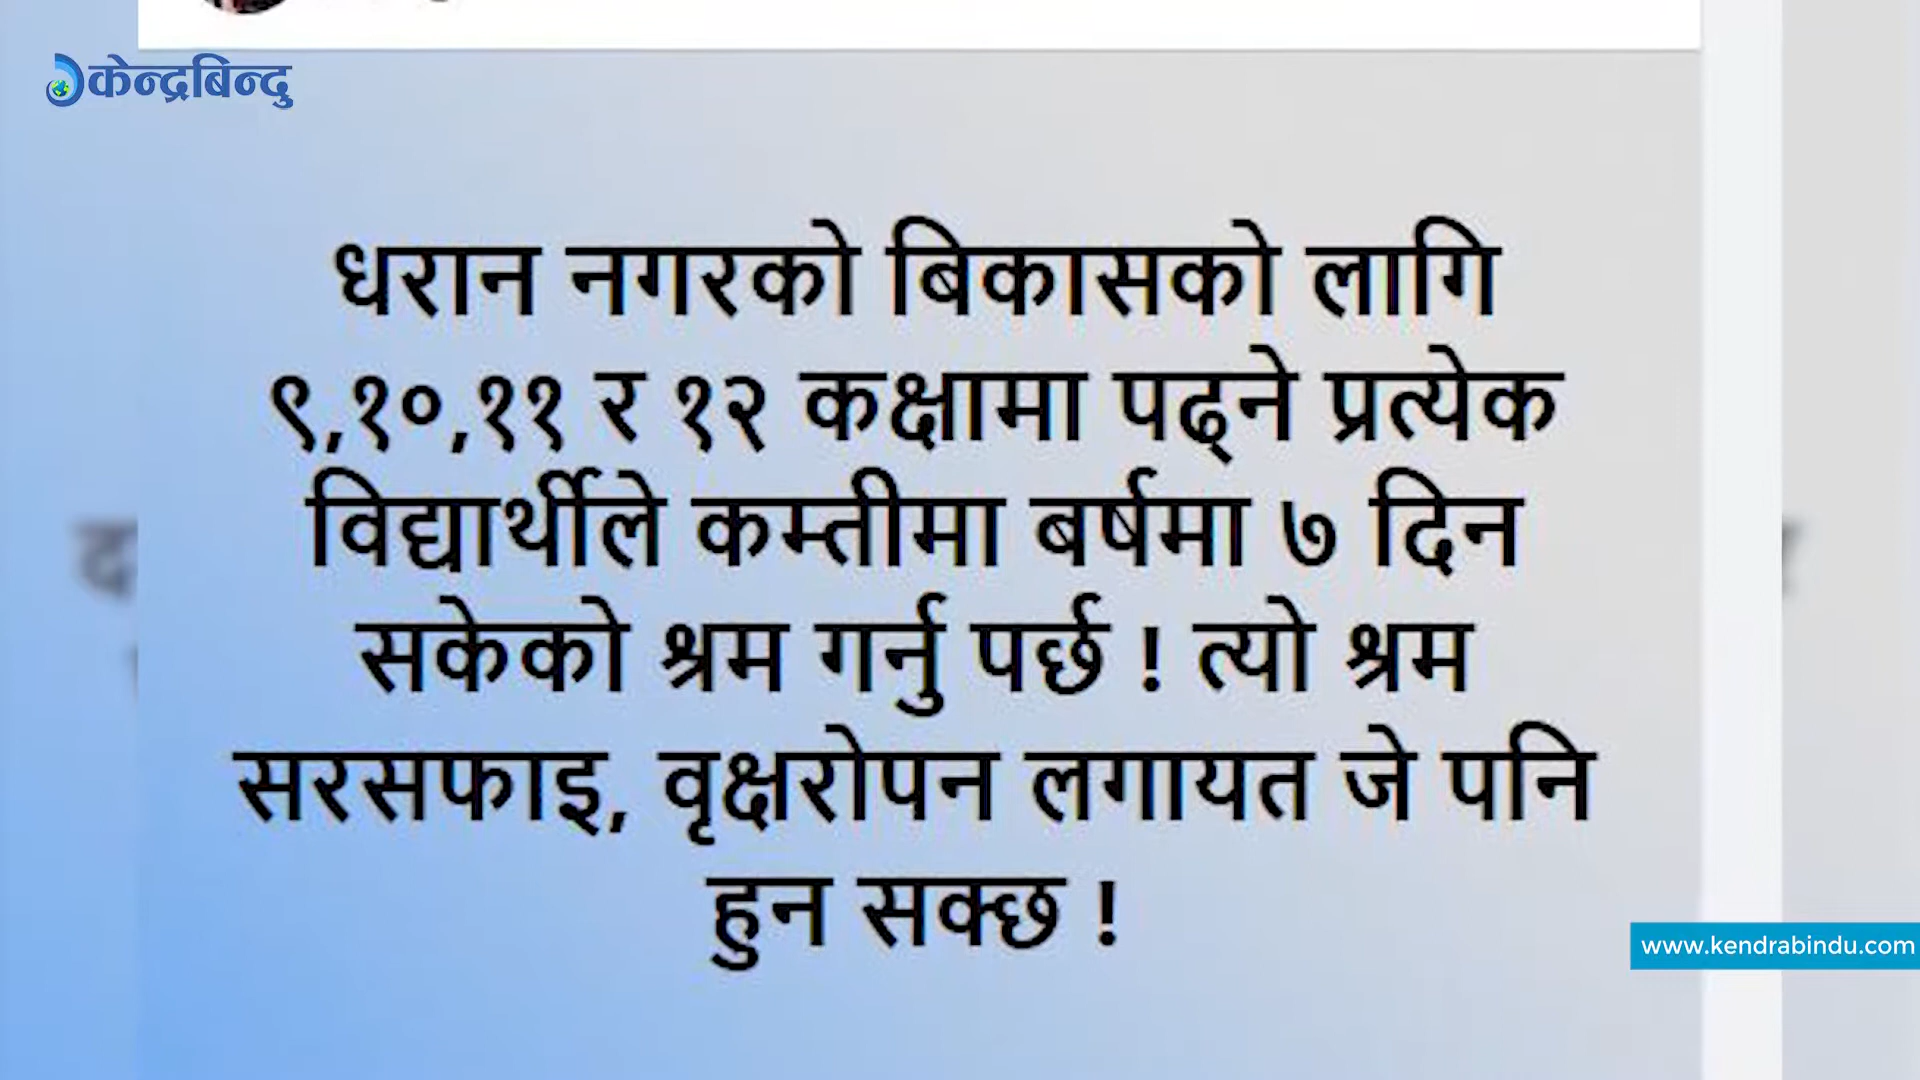 केन्द्रबिन्दु
धरान नगरको बिकासको लागि
९,१०,११ र १२ कक्षामा पढ्ने प्रत्येक
विद्यार्थीले कम्तीमा बर्षमा ७ दिन
सकेको श्रम गर्नु पर्छ ! त्यो श्रम
सरसफाइ, वृक्षरोपन लगायत जे पनि
हुन सक्छ !
www.kendrabindu.com